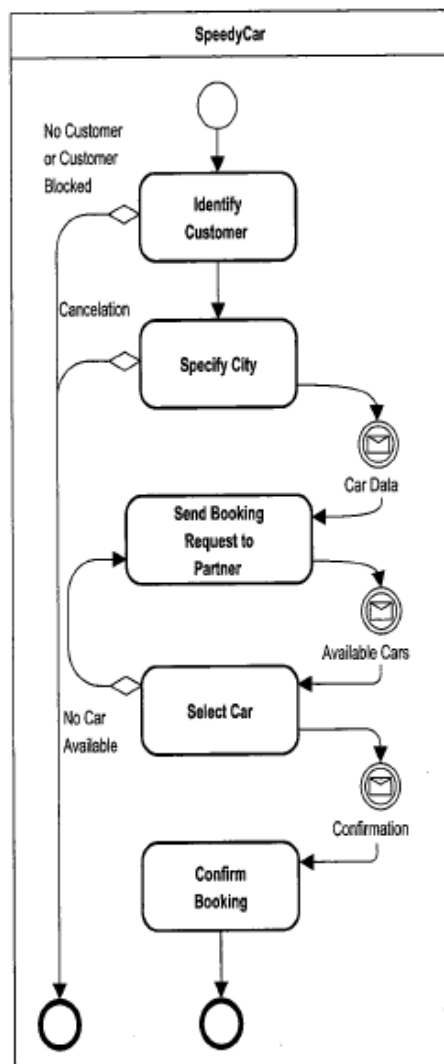 SpeedyCar
No Customer
or Customer
Blocked
Identify
Customer
Cancelation
Specify City
Car Data
Send Booking
Request to
Partner
Available Cars
Select Car
No Car
Available
Confirmation
Confirm
Booking